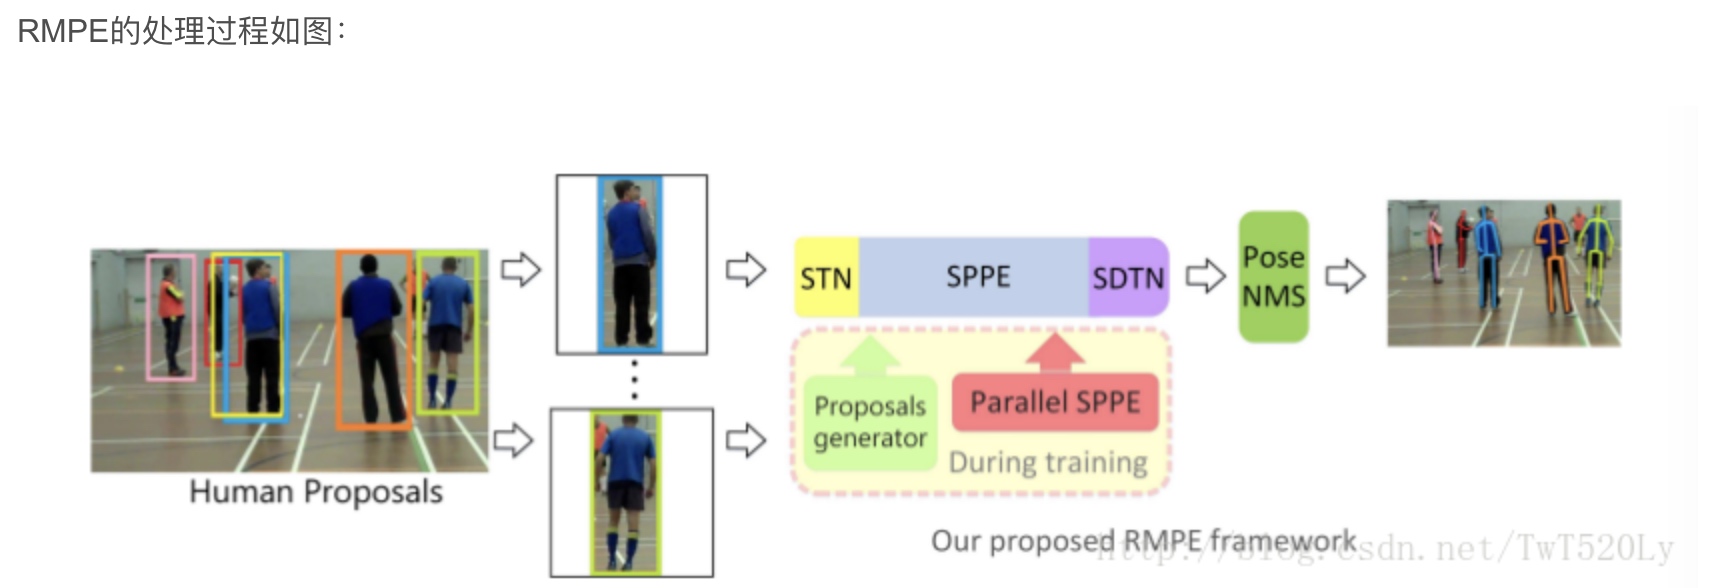 RMPE的处理过程如图：
STN
SPPE
SDTN
Pose
NMS
Proposals
generator
Parallel SPPE
During training
Human Proposals
Our proposed RMPE framework
http://blog.csdn.net/TwT520Ly